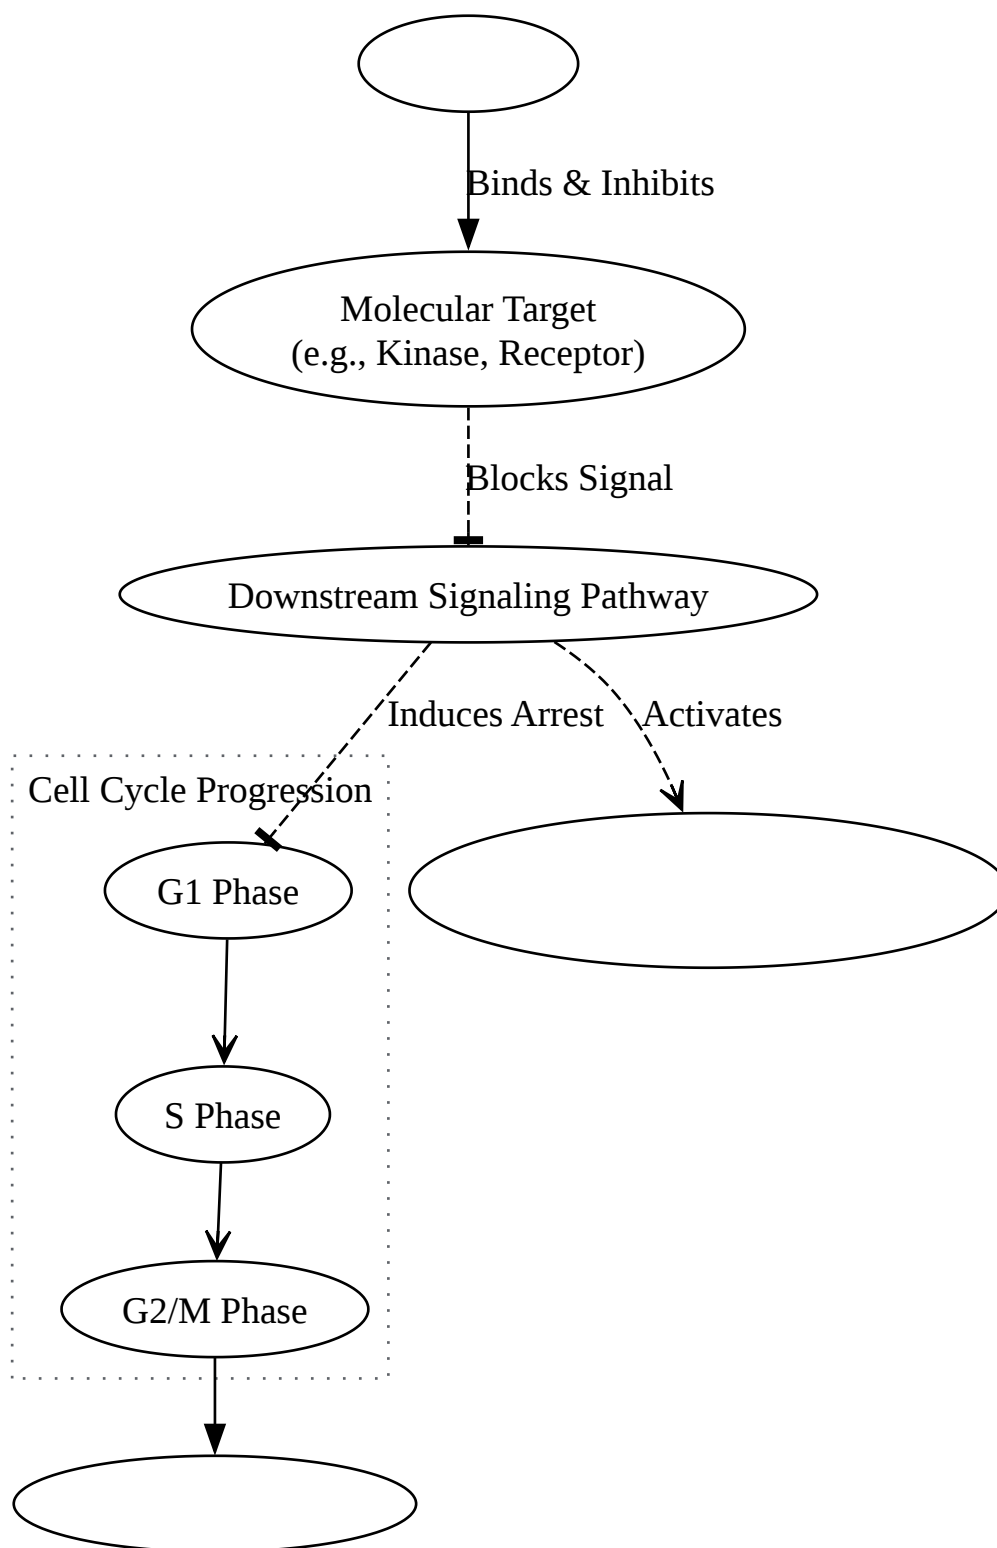 Binds & Inhibits
Molecular Target
(e.g., Kinase, Receptor)
Blocks Signal
Downstream Signaling Pathway
Induces Arrest
Activates
Cell Cycle Progression
G1 Phase
S Phase
G2/M Phase